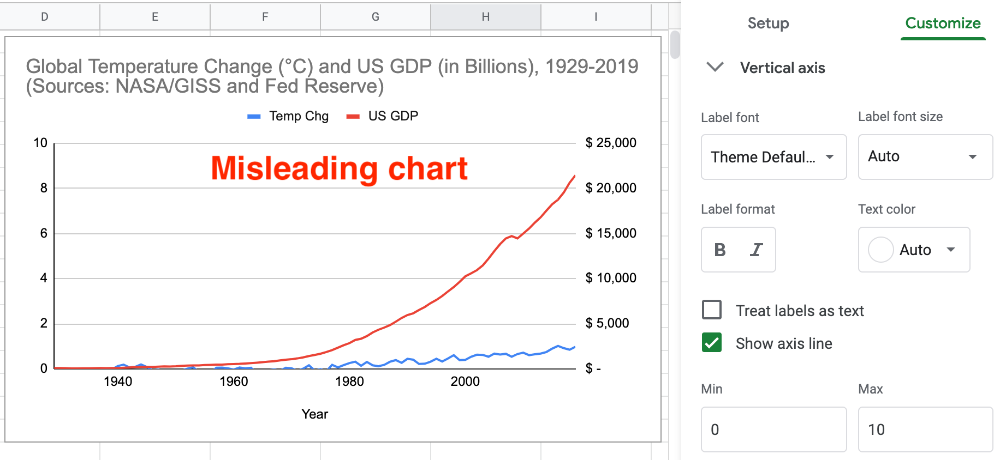 D E F G H I
Global Temperature Change (°C) and US GDP (in Billions), 1929-2019
(Sources: NASA/GISS and Fed Reserve)
Temp Chg US GDP
Misleading chart
10 $ 25,000
8 $ 20,000
6 $ 15,000
4 $ 10,000
2 $ 5,000
0 $ -
1940 1960 1980 2000
Year
Setup Customize
Vertical axis
Label font Label font size
Theme Defaul... Auto
Label format Text color
B I Auto
Treat labels as text
Show axis line
Min Max
0 10